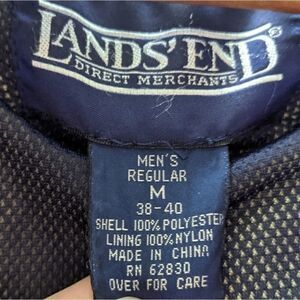 LANDS' END®
DIRECT MERCHANTS
MEN'S
REGULAR
M
38-40
SHELL 100% POLYESTER
LINING 100% NYLON
MADE IN CHINA
RN 62830
OVER FOR CARE